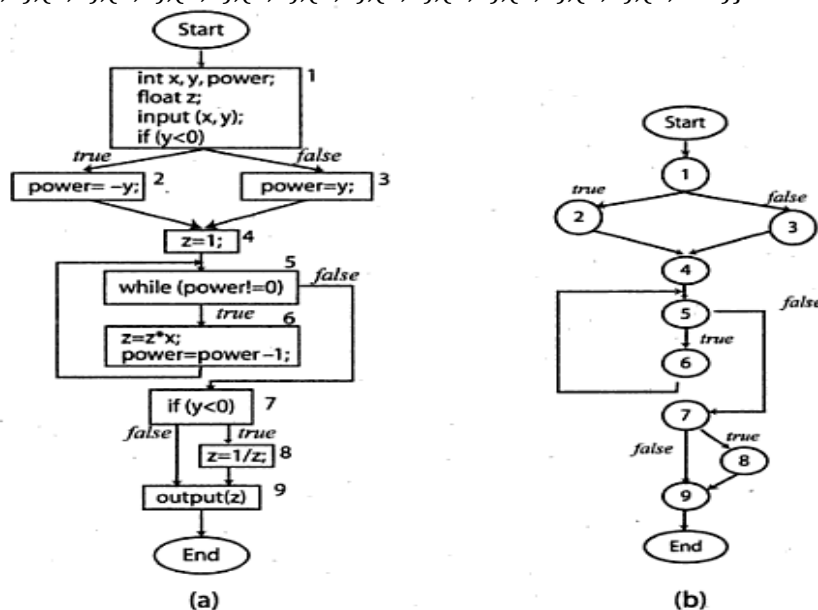 Start
int x, y, power; 1
float z;
input (x, y);
if (y<0)
true false
power= –y; 2
power=y; 3
z=1; 4
5
while (power!=0) false
true
6
z=z*x;
power=power –1;
if (y<0) 7
false true
z=1/z; 8
output(z) 9
End
(a)
Start
1
true false
2 3
4
5 false
true
6
7
false true
8
9
End
(b)